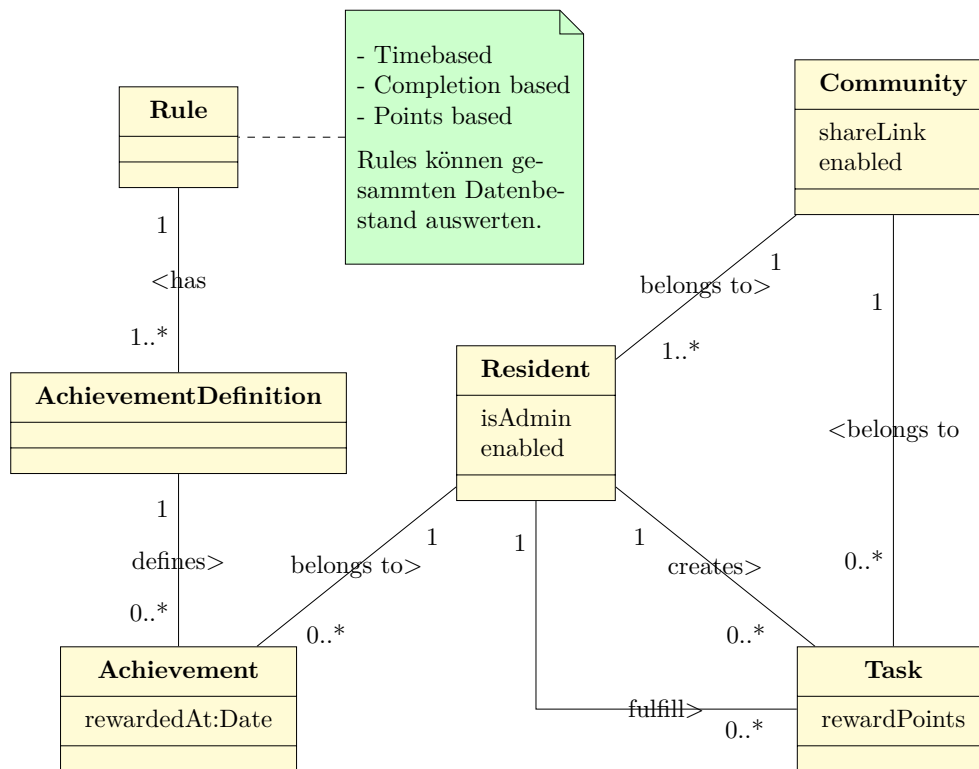 - Timebased
- Completion based
- Points based
Rules können ge-
sammten Datenbe-
stand auswerten.
Rule
Community
shareLink
enabled
1
<has
1..*
1
belongs to>
1..*
1
<belongs to
0..*
AchievementDefinition
Resident
isAdmin
enabled
1
defines>
0..*
1
belongs to>
0..*
1
fulfill>
0..*
1
creates>
0..*
Achievement
rewardedAt:Date
Task
rewardPoints